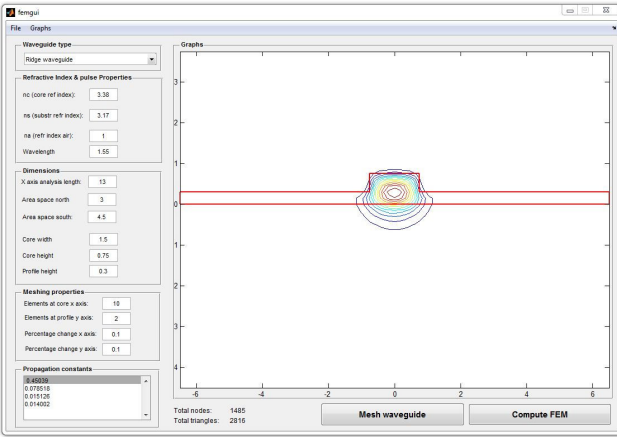 femgui
File Graphs
Waveguide type
Ridge waveguide
Refractive Index & pulse Properties
nc (core ref index): 3.38
ns (substr refr index): 3.17
na (refr index air): 1
Wavelength 1.55
Dimensions
X axis analysis length: 13
Area space north 3
Area space south: 4.5
Core width 1.5
Core height 0.75
Profile height 0.3
Meshing properties
Elements at core x axis: 10
Elements at profile y axis: 2
Percentage change x axis: 0.1
Percentage change y axis: 0.1
Propagation constants
0.45039
0.078518
0.015126
0.014002
Graphs
3
2
1
0
1
2
3
4
-6 -4 -2 0 2 4 6
Total nodes: 1485
Total triangles: 2816
Mesh waveguide
Compute FEM